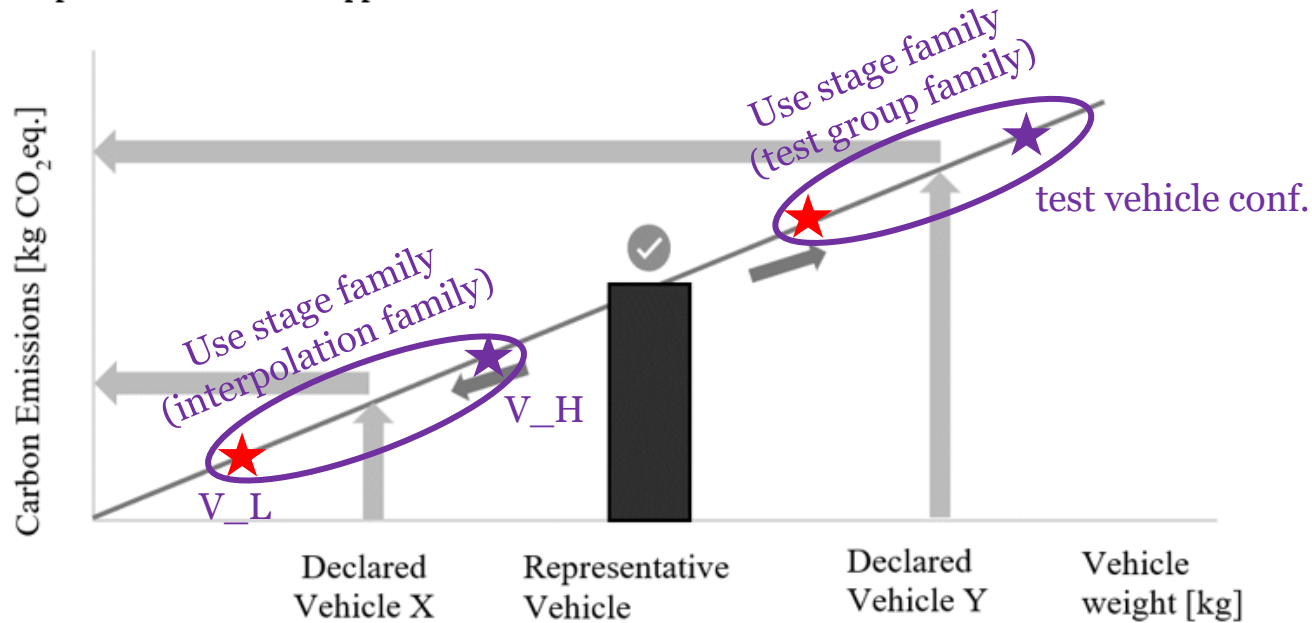 Use stage family
(test group family)
test vehicle conf.
Carbon Emissions [kg CO₂eq.]
Use stage family
(interpolation family)
V_H
V_L
Declared
Vehicle X
Representative
Vehicle
Declared
Vehicle Y
Vehicle
weight [kg]